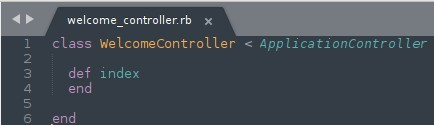 welcome_controller.rb ×
1 class WelcomeController < ApplicationController
2
3 def index
4 end
5
6 end